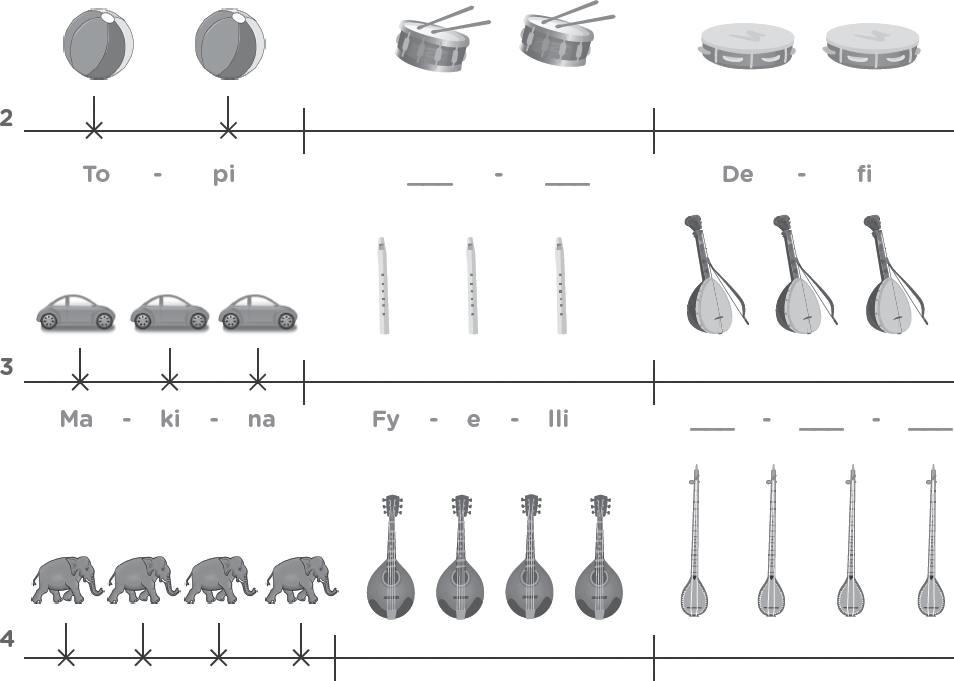 2
To - pi ___ - ___ De - fi
3
Ma - ki - na Fy - e - lli ___ - ___ - ___
4